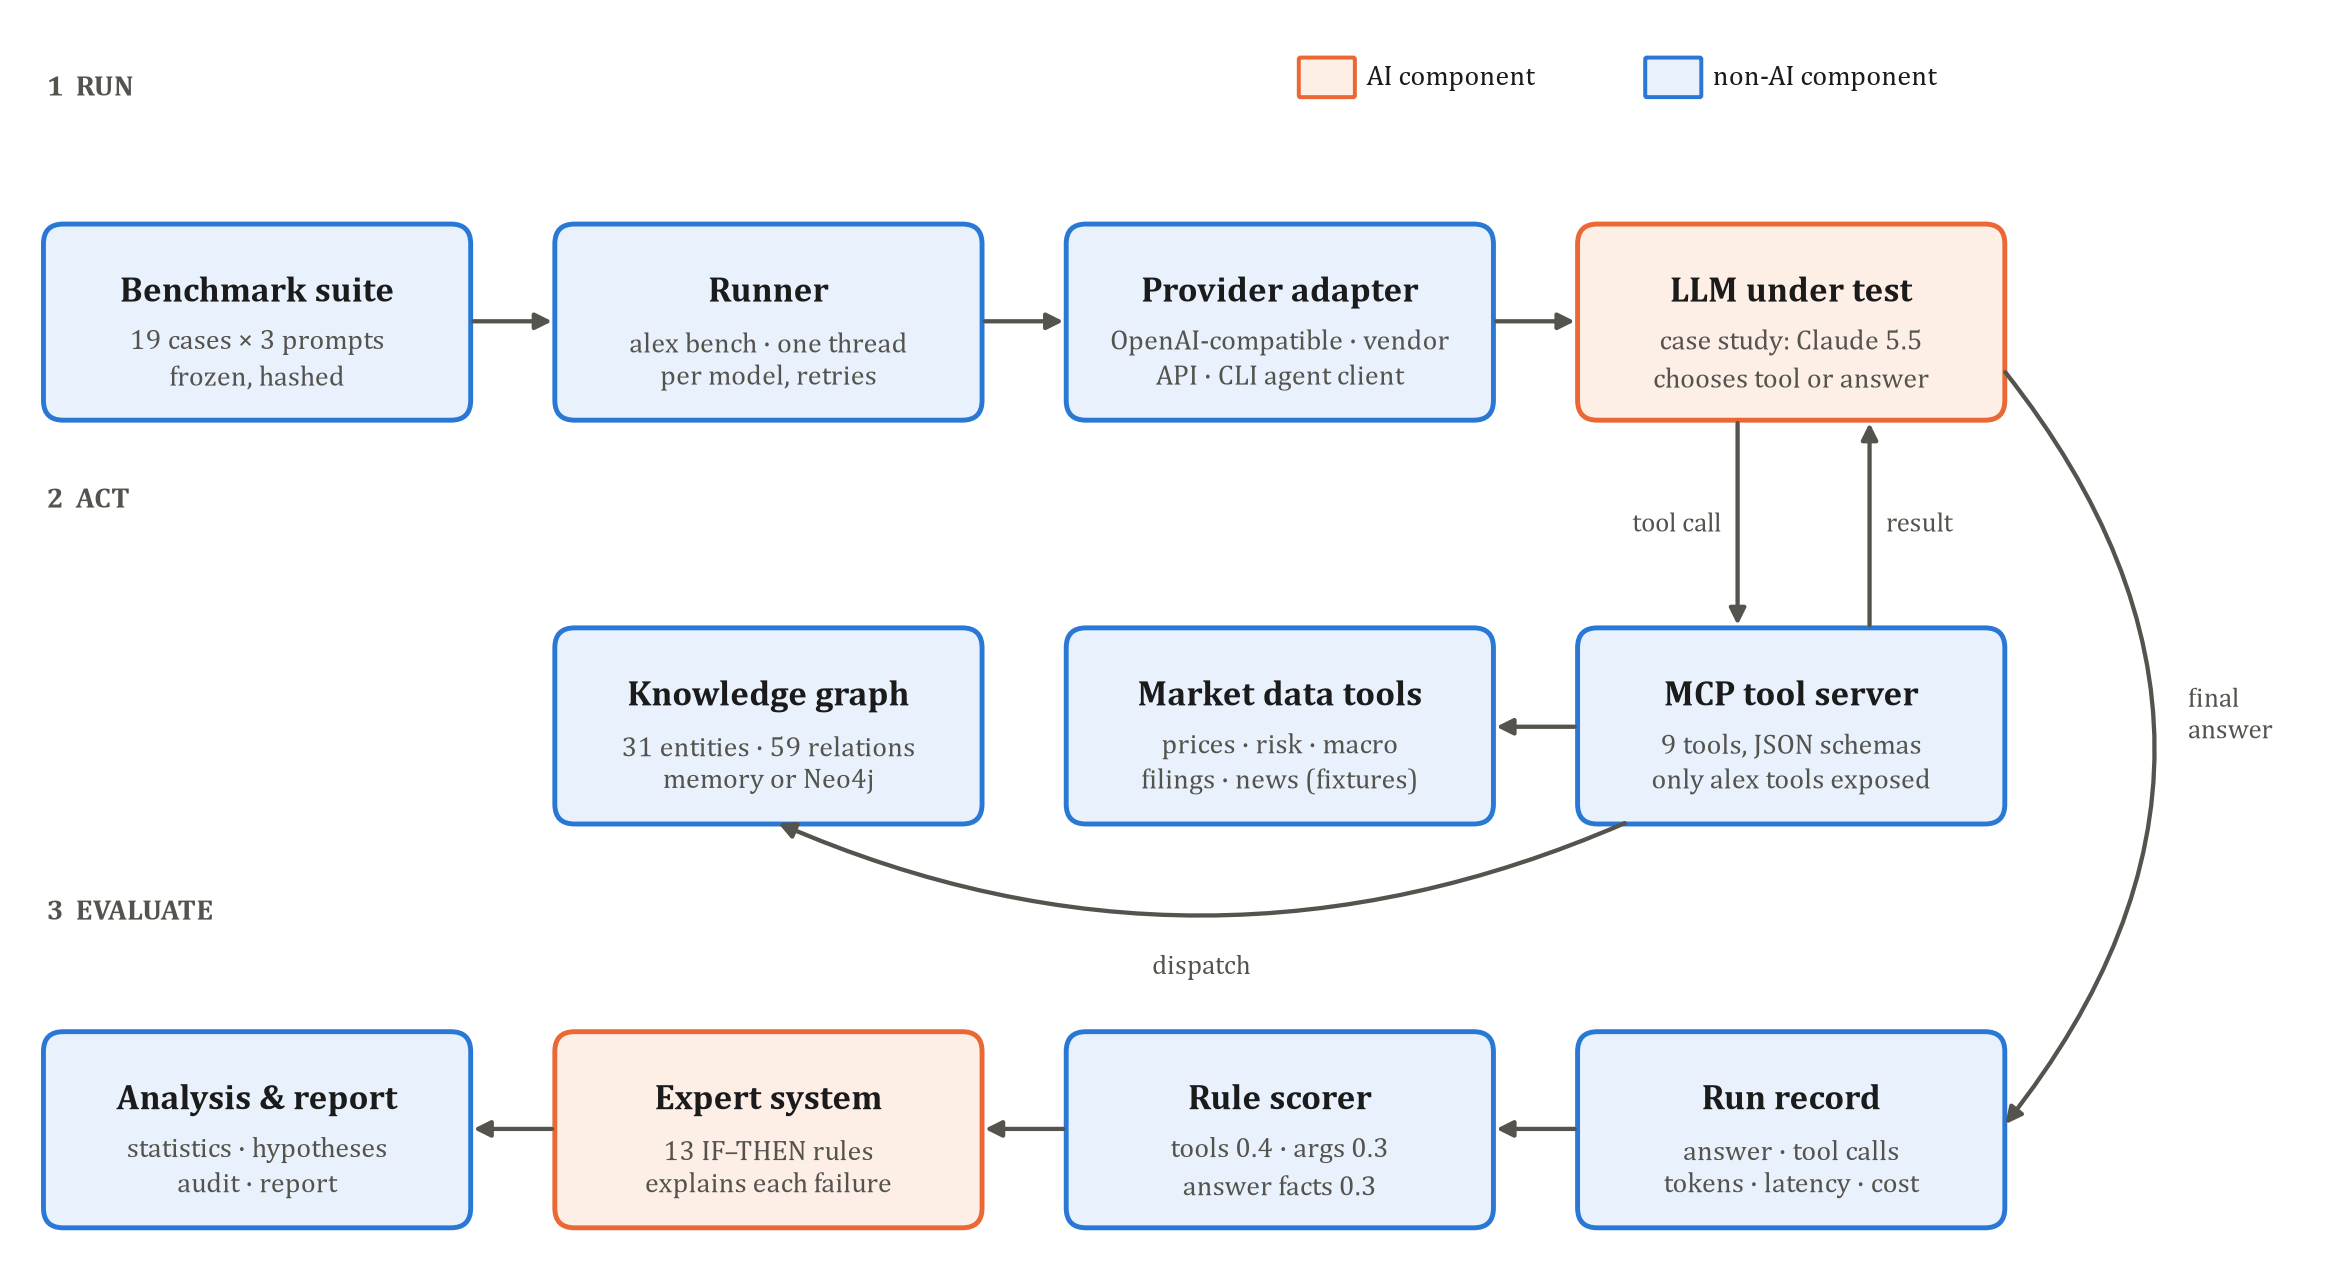 1 RUN
AI component
non-AI component
Benchmark suite
19 cases × 3 prompts
frozen, hashed
Runner
alex bench · one thread
per model, retries
Provider adapter
OpenAI-compatible · vendor
API · CLI agent client
LLM under test
case study: Claude 5.5
chooses tool or answer
2 ACT
tool call
result
Knowledge graph
31 entities · 59 relations
memory or Neo4j
Market data tools
prices · risk · macro
filings · news (fixtures)
MCP tool server
9 tools, JSON schemas
only alex tools exposed
final
answer
3 EVALUATE
dispatch
Analysis & report
statistics · hypotheses
audit · report
Expert system
13 IF–THEN rules
explains each failure
Rule scorer
tools 0.4 · args 0.3
answer facts 0.3
Run record
answer · tool calls
tokens · latency · cost